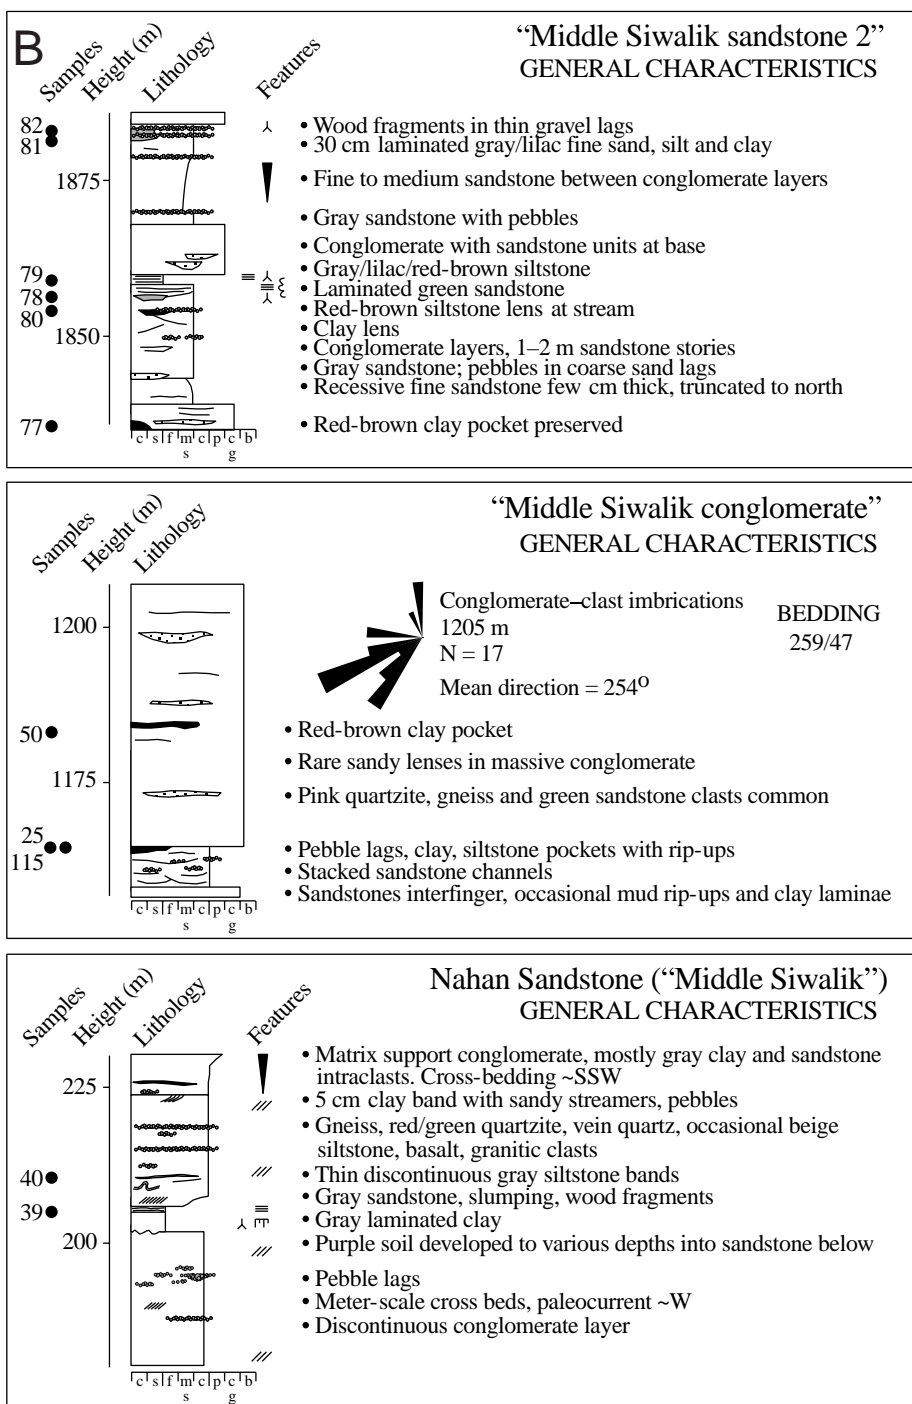 B
“Middle Siwalik sandstone 2”
GENERAL CHARACTERISTICS
Samples
Height (m)
Lithology
Features
82
81
1875
79
78
80
1850
77
• Wood fragments in thin gravel lags
• 30 cm laminated gray/lilac fine sand, silt and clay
• Fine to medium sandstone between conglomerate layers
• Gray sandstone with pebbles
• Conglomerate with sandstone units at base
• Gray/lilac/red-brown siltstone
• Laminated green sandstone
• Red-brown siltstone lens at stream
• Clay lens
• Conglomerate layers, 1–2 m sandstone stories
• Gray sandstone; pebbles in coarse sand lags
• Recessive fine sandstone few cm thick, truncated to north
• Red-brown clay pocket preserved
c s f m c p c b
s g
“Middle Siwalik conglomerate”
GENERAL CHARACTERISTICS
Samples
Height (m)
Lithology
1200
50
1175
25
115
Conglomerate–clast imbrications
1205 m
N = 17
Mean direction = 254o
BEDDING
259/47
• Red-brown clay pocket
• Rare sandy lenses in massive conglomerate
• Pink quartzite, gneiss and green sandstone clasts common
• Pebble lags, clay, siltstone pockets with rip-ups
• Stacked sandstone channels
• Sandstones interfinger, occasional mud rip-ups and clay laminae
c s f m c p c b
s g
Nahan Sandstone (“Middle Siwalik”)
GENERAL CHARACTERISTICS
Samples
Height (m)
Lithology
Features
225
40
39
200
• Matrix support conglomerate, mostly gray clay and sandstone
intraclasts. Cross-bedding ~SSW
• 5 cm clay band with sandy streamers, pebbles
• Gneiss, red/green quartzite, vein quartz, occasional beige
siltstone, basalt, granitic clasts
• Thin discontinuous gray siltstone bands
• Gray sandstone, slumping, wood fragments
• Gray laminated clay
• Purple soil developed to various depths into sandstone below
• Pebble lags
• Meter-scale cross beds, paleocurrent ~W
• Discontinuous conglomerate layer
c s f m c p c b
s g